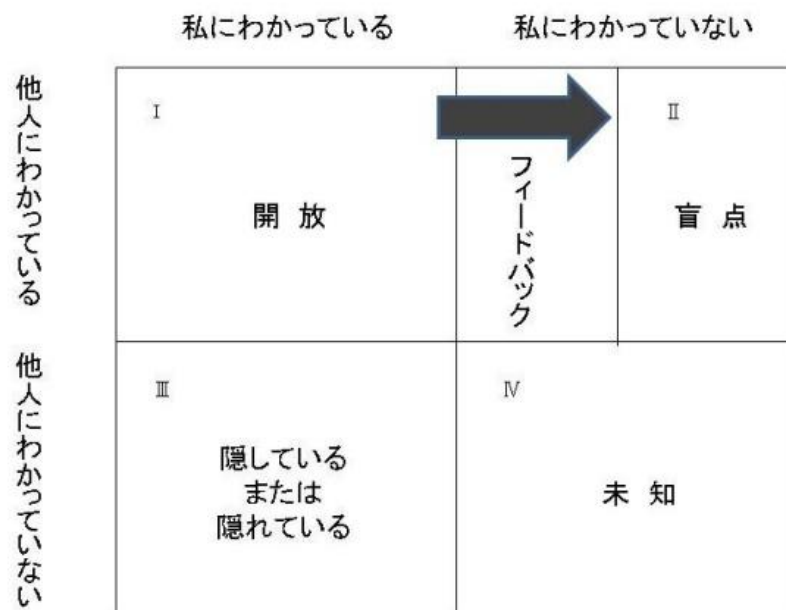 私にわかっている
私にわかっていない
他人にわかっている
Ⅰ
開放
フィードバック
Ⅱ
盲点
他人にわかっていない
Ⅲ
隠している
または
隠れている
Ⅳ
未知